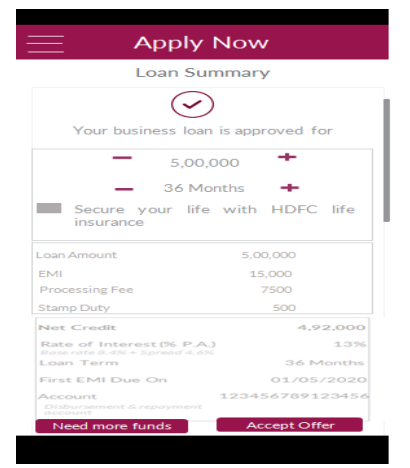 Apply Now
Loan Summary
Your business loan is approved for
5,00,000
36 Months
Secure your life with HDFC life
insurance
Loan Amount 5,00,000
EMI 15,000
Processing Fee 7500
Stamp Duty 500
Net Credit 4,92,000
Rate of Interest (% P.A.) 13%
Base rate 8.4% + Spread 4.6%
Loan Term 36 Months
First EMI Due On 01/05/2020
Account 123456789123456
Disbursement & repayment
account
Need more funds Accept Offer